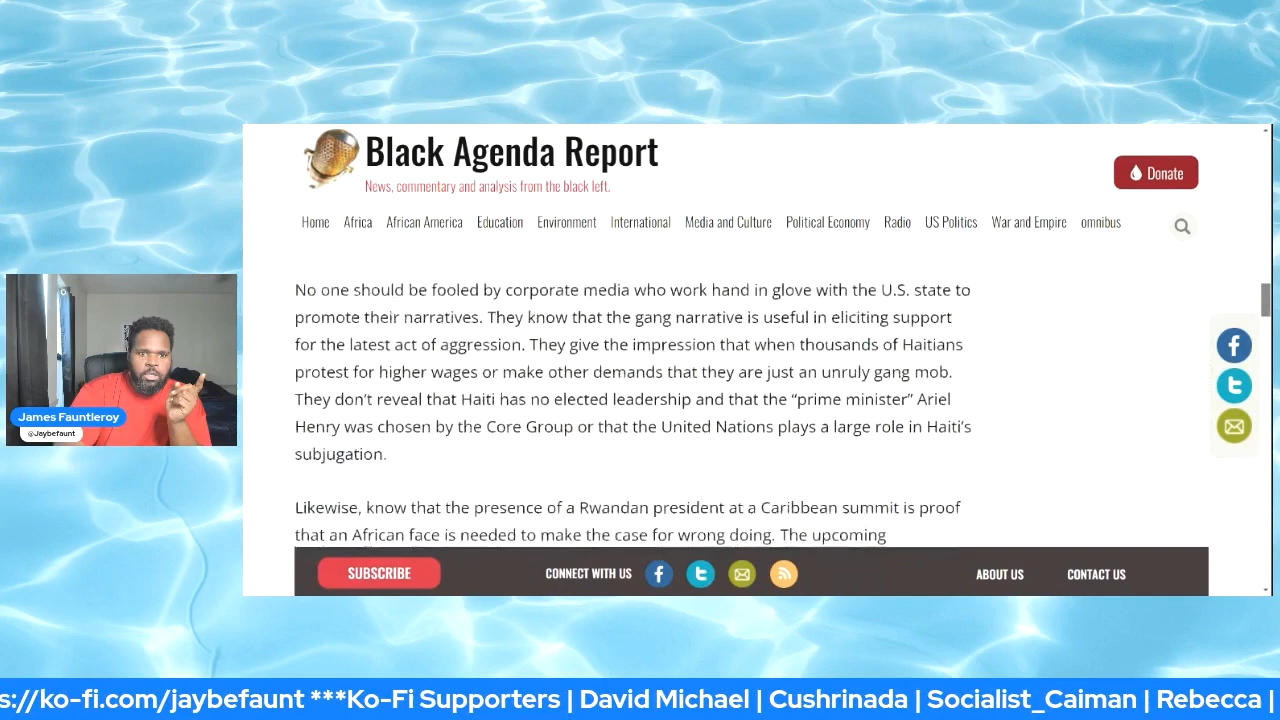 Black Agenda Report
News, commentary and analysis from the black left.
Donate
Home Africa African America Education Environment International Media and Culture Political Economy Radio US Politics War and Empire omnibus
No one should be fooled by corporate media who work hand in glove with the U.S. state to
promote their narratives. They know that the gang narrative is useful in eliciting support
for the latest act of aggression. They give the impression that when thousands of Haitians
protest for higher wages or make other demands that they are just an unruly gang mob.
They don’t reveal that Haiti has no elected leadership and that the “prime minister” Ariel
Henry was chosen by the Core Group or that the United Nations plays a large role in Haiti’s
subjugation.
Likewise, know that the presence of a Rwandan president at a Caribbean summit is proof
that an African face is needed to make the case for wrong doing. The upcoming
SUBSCRIBE CONNECT WITH US ABOUT US CONTACT US
James Fauntleroy
@Jaybefaunt
s://ko-fi.com/jaybefaunt ***Ko-Fi Supporters | David Michael | Cushrinada | Socialist_Caiman | Rebecca |